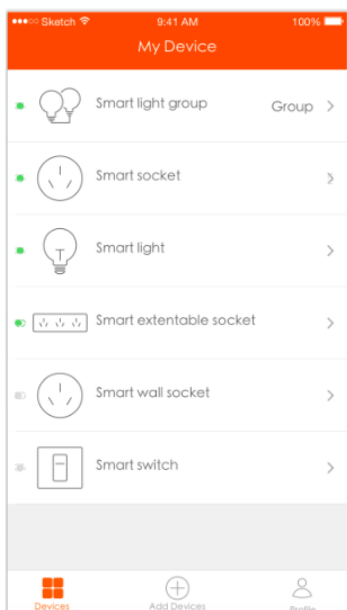 Sketch 9:41 AM 100%
My Device
Smart light group Group
Smart socket
Smart light
Smart extentable socket
Smart wall socket
Smart switch
Devices Add Devices Profile